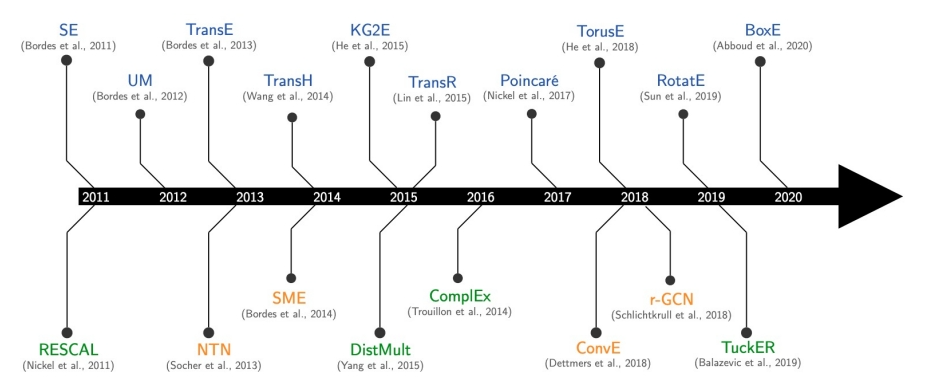 SE
(Bordes et al., 2011)
TransE
(Bordes et al., 2013)
KG2E
(He et al., 2015)
TorusE
(He et al., 2018)
BoxE
(Abboud et al., 2020)
UM
(Bordes et al., 2012)
TransH
(Wang et al., 2014)
TransR
(Lin et al., 2015)
Poincaré
(Nickel et al., 2017)
RotatE
(Sun et al., 2019)
2011 2012 2013 2014 2015 2016 2017 2018 2019 2020
SME
(Bordes et al., 2014)
ComplEx
(Trouillon et al., 2014)
r-GCN
(Schlichtkrull et al., 2018)
RESCAL
(Nickel et al., 2011)
NTN
(Socher et al., 2013)
DistMult
(Yang et al., 2015)
ConvE
(Dettmers et al., 2018)
TuckER
(Balazevic et al., 2019)